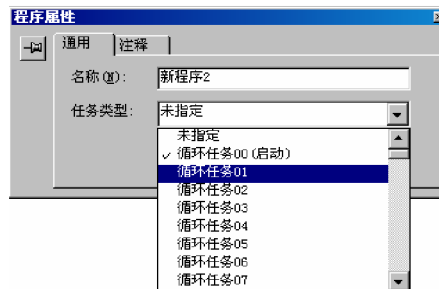 程序属性
通用 注释
名称(N): 新程序2
任务类型: 未指定
未指定
✓ 循环任务00(启动)
循环任务01
循环任务02
循环任务03
循环任务04
循环任务05
循环任务06
循环任务07